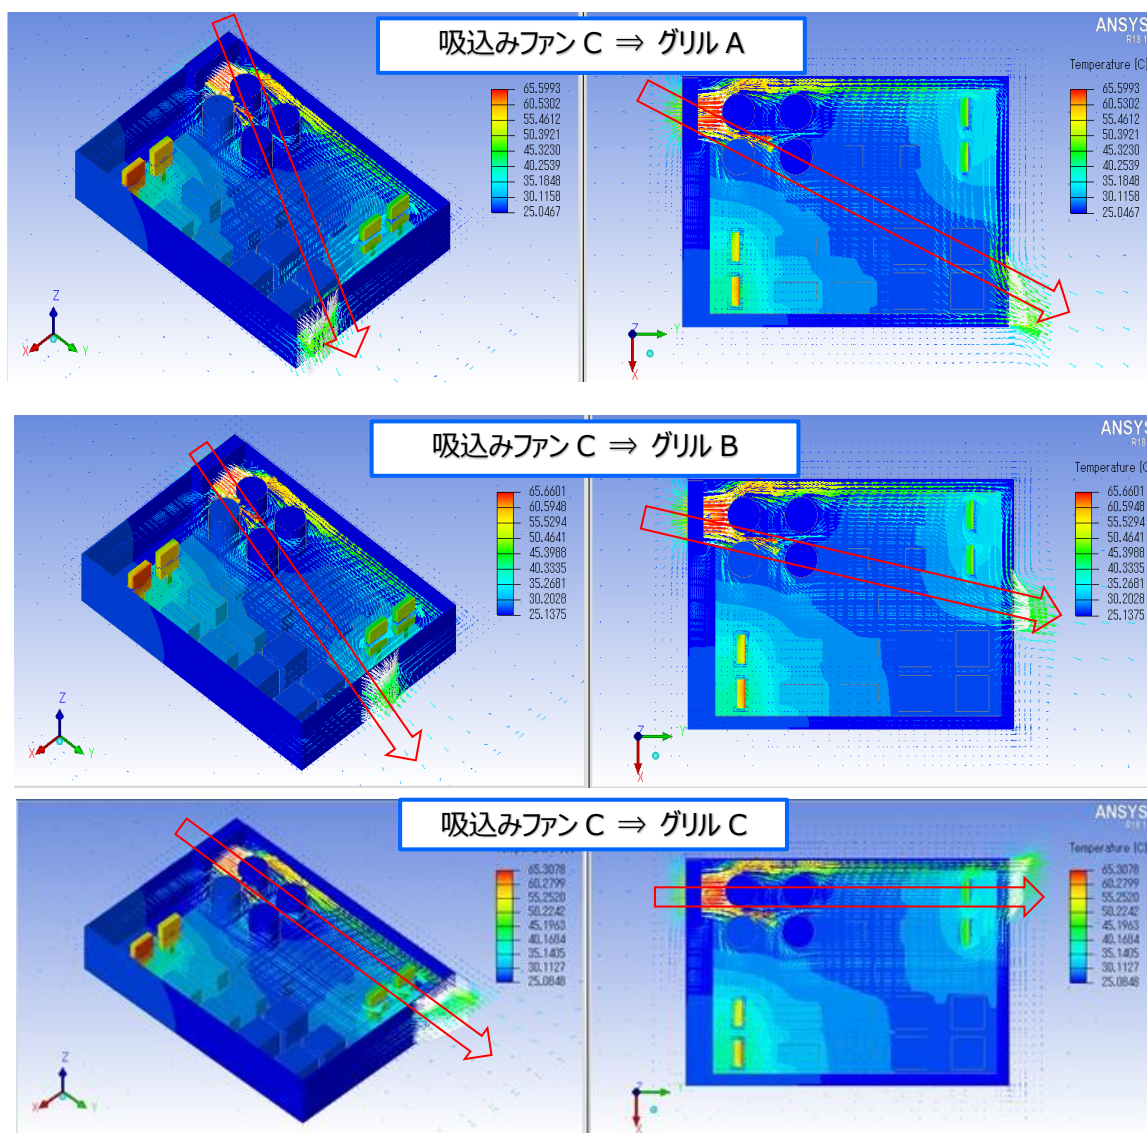 吸込みファン C ⇒ グリル A
ANSYS
R18.1
Temperature [C]
65.5993
60.5302
55.4612
50.3921
45.3230
40.2539
35.1848
30.1158
25.0467
65.5993
60.5302
55.4612
50.3921
45.3230
40.2539
35.1848
30.1158
25.0467
Z
X
Y
Z
Y
X
吸込みファン C ⇒ グリル B
ANSYS
R18
Temperature [C
65.6601
60.5948
55.5294
50.4641
45.3988
40.3335
35.2681
30.2028
25.1375
65.6601
60.5948
55.5294
50.4641
45.3988
40.3335
35.2681
30.2028
25.1375
Z
X
Y
Z
Y
X
吸込みファン C ⇒ グリル C
ANSYS
Temperature [C]
65.3078
60.2799
55.2520
50.2242
45.1963
40.1684
35.1405
30.1127
25.0848
65.3078
60.2799
55.2520
50.2242
45.1963
40.1684
35.1405
30.1127
25.0848
Z
X
Y
Z
Y
X